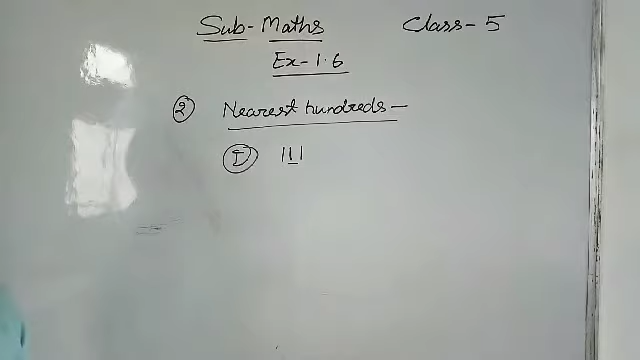 Sub- Maths Class- 5
Ex- 1.6
② Nearest hundreds —
Ⓘ 111